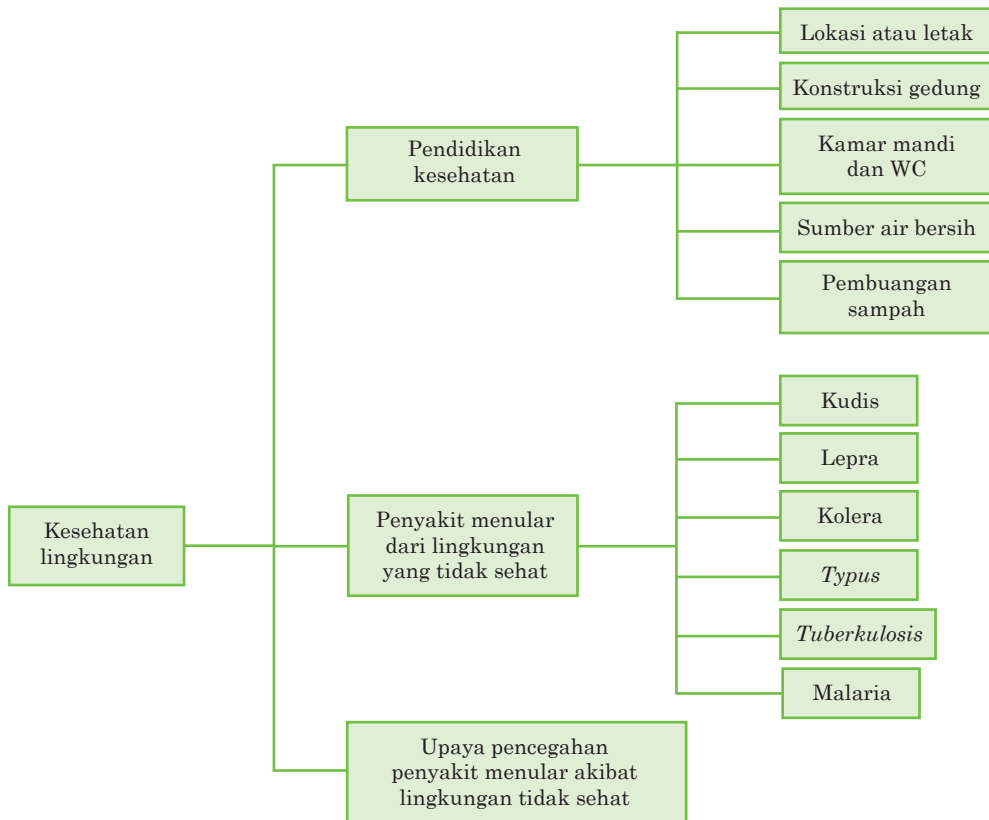 Lokasi atau letak
Konstruksi gedung
Pendidikan
kesehatan
Kamar mandi
dan WC
Sumber air bersih
Pembuangan
sampah
Kesehatan
lingkungan
Penyakit menular
dari lingkungan
yang tidak sehat
Kudis
Lepra
Kolera
Typus
Tuberkulosis
Malaria
Upaya pencegahan
penyakit menular akibat
lingkungan tidak sehat